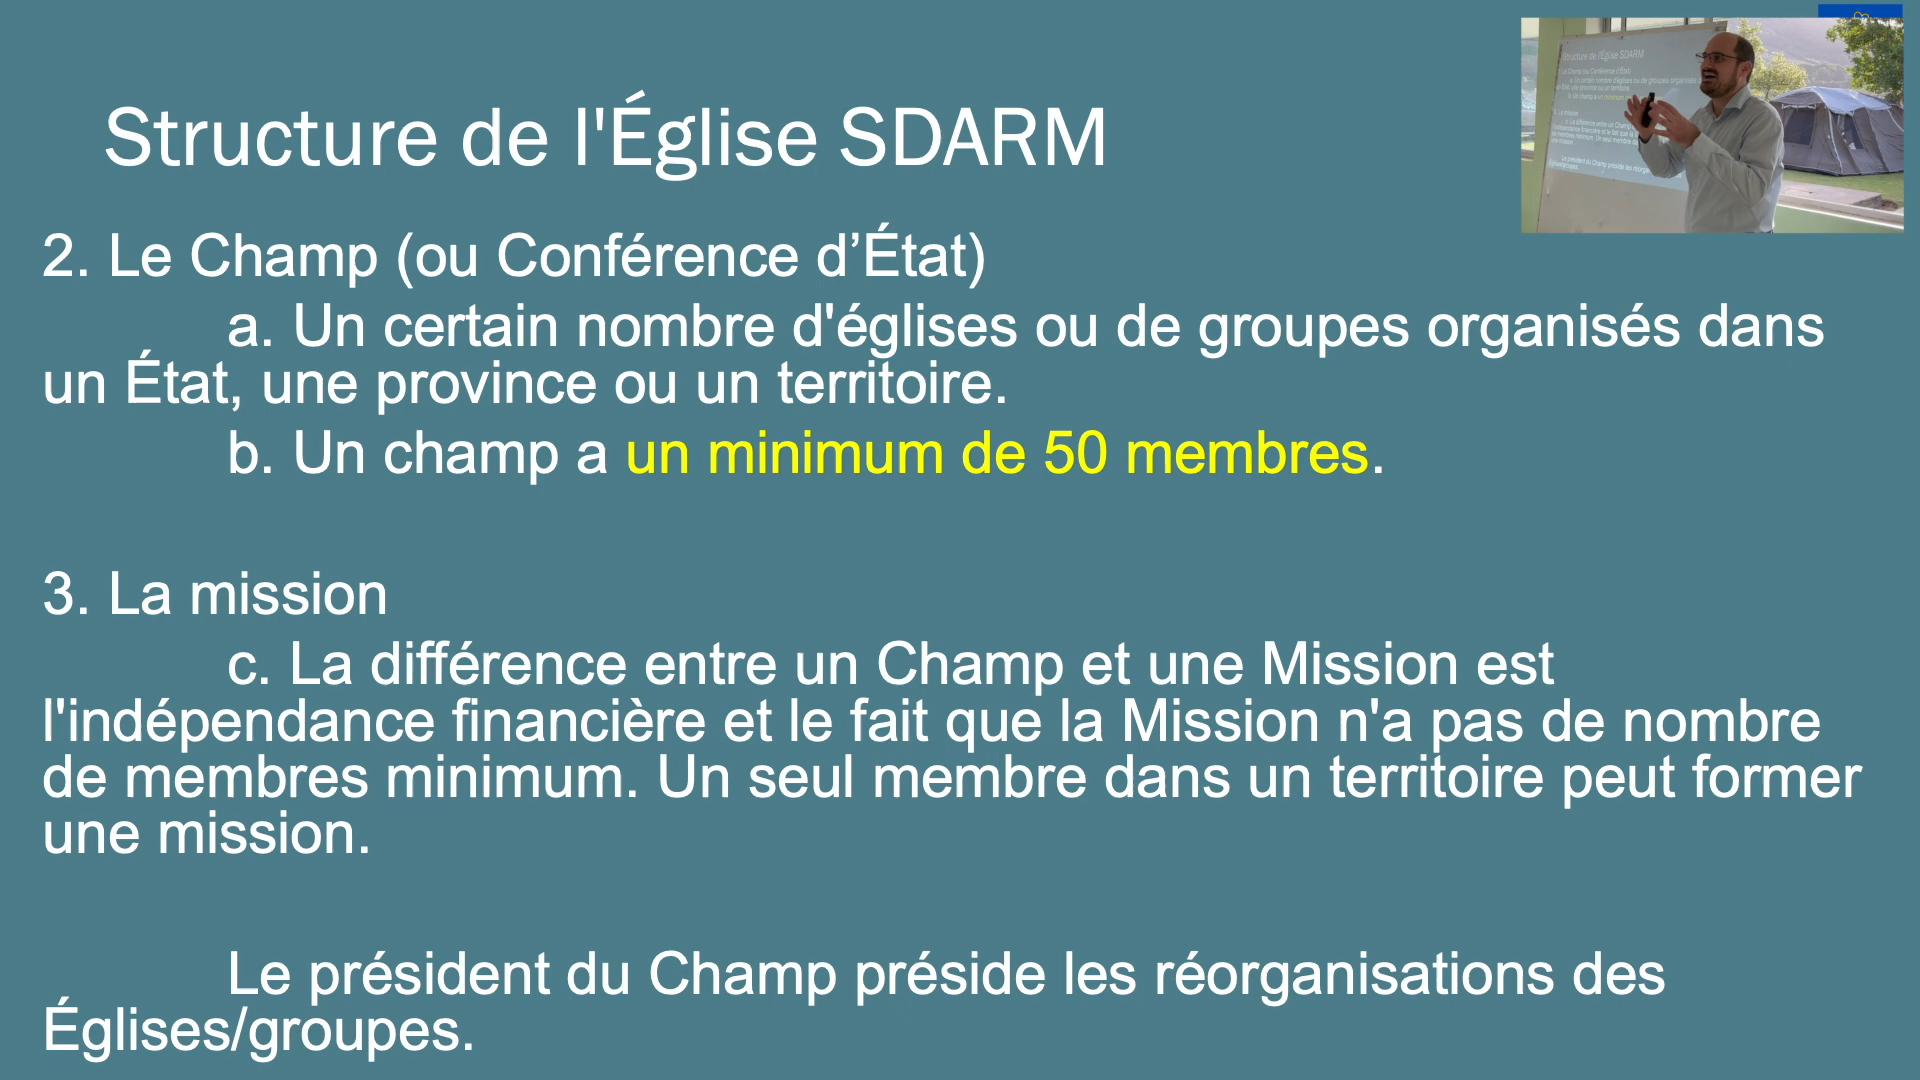 Structure de l'Église SDARM
2. Le Champ (ou Conférence d’État)
a. Un certain nombre d'églises ou de groupes organisés dans
un État, une province ou un territoire.
b. Un champ a un minimum de 50 membres.
3. La mission
c. La différence entre un Champ et une Mission est
l'indépendance financière et le fait que la Mission n'a pas de nombre
de membres minimum. Un seul membre dans un territoire peut former
une mission.
Le président du Champ préside les réorganisations des
Églises/groupes.